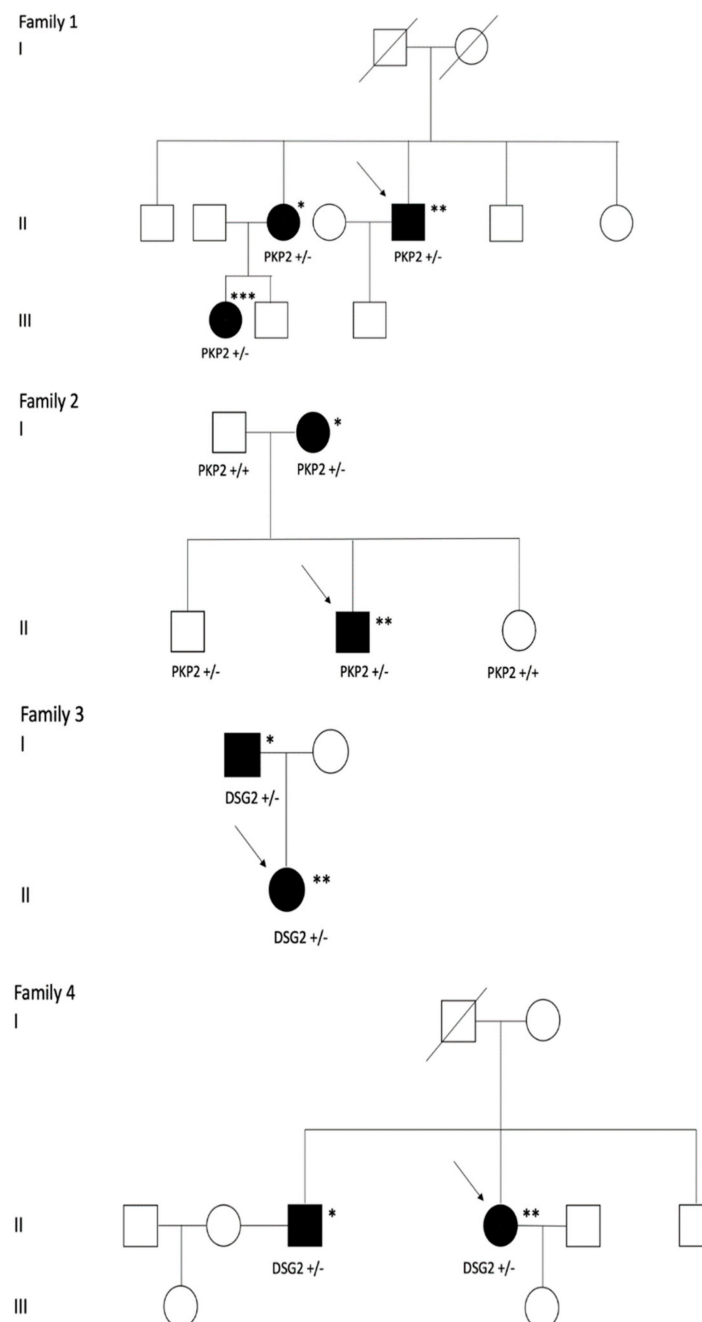 Family 1
I
II
*
**
PKP2 +/-
PKP2 +/-
III
***
PKP2 +/-
Family 2
I
*
PKP2 +/+
PKP2 +/-
II
**
PKP2 +/-
PKP2 +/-
PKP2 +/+
Family 3
I
*
DSG2 +/-
II
**
DSG2 +/-
Family 4
I
II
*
**
DSG2 +/-
DSG2 +/-
III